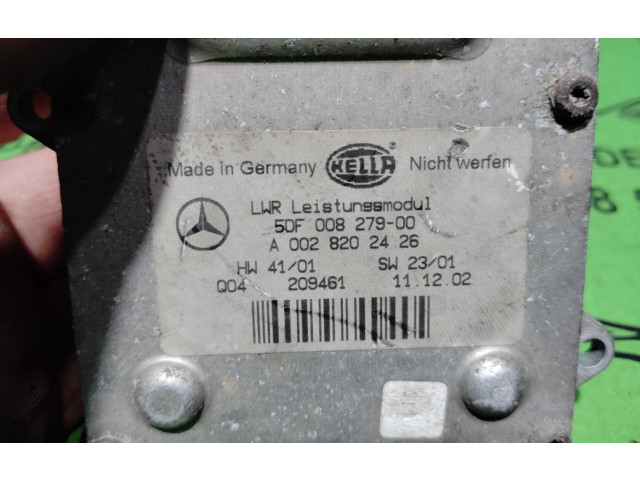 Made in Germany HELLA ® Nicht werfen
LWR Leistungsmodul
5DF 008 279-00
A 002 820 24 26
HW 41/01 SW 23/01
Q04 209461 11.12.02